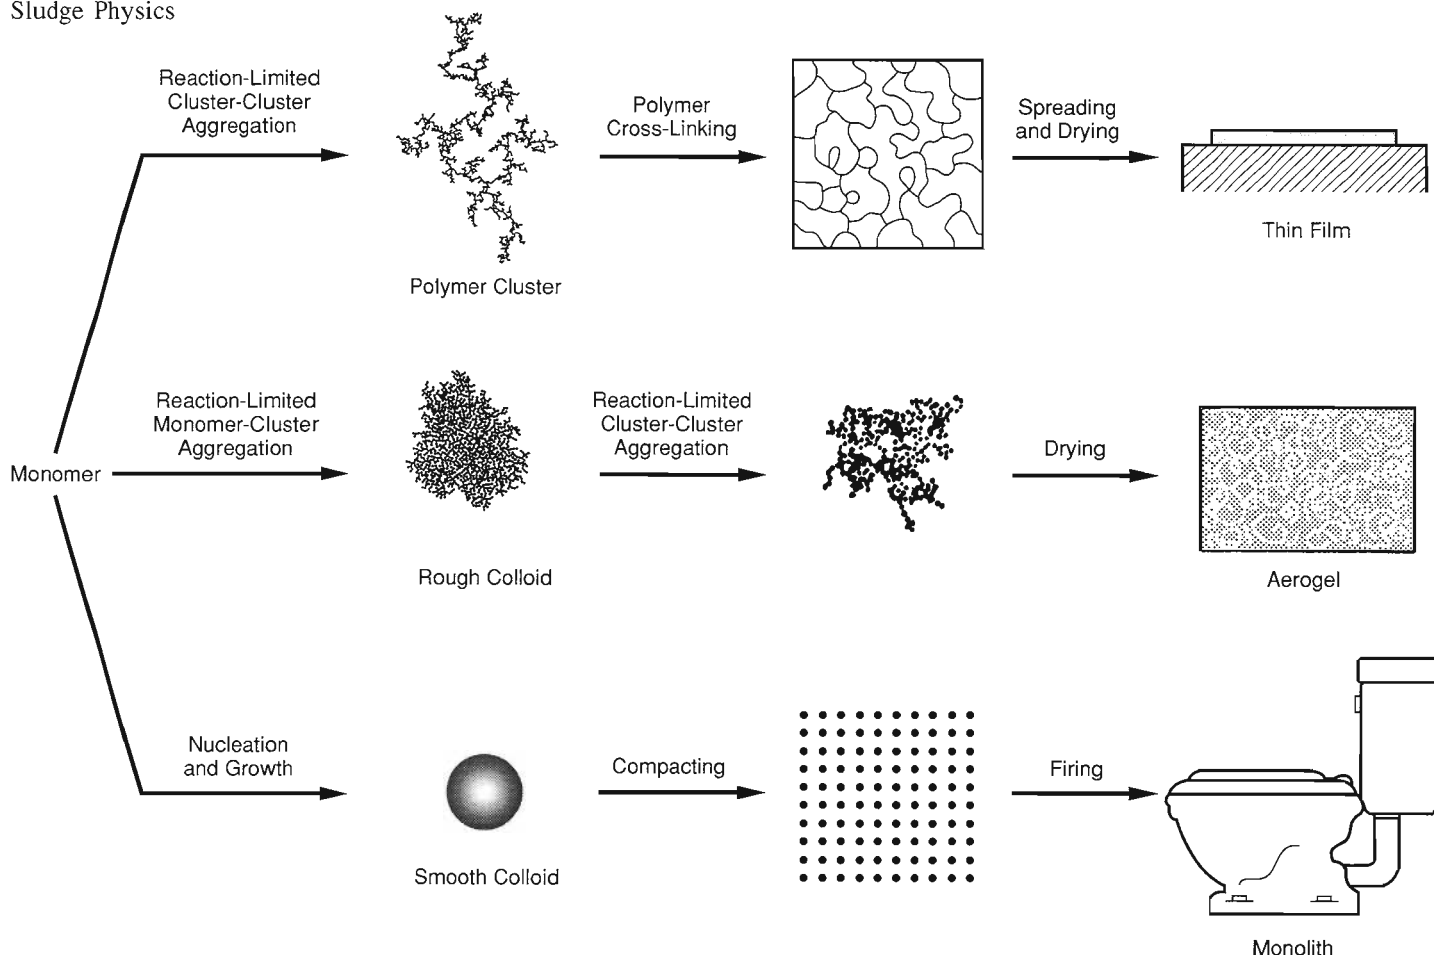 Sludge Physics
Reaction-Limited
Cluster-Cluster
Aggregation
Polymer
Cross-Linking
Spreading
and Drying
Polymer Cluster
Thin Film
Monomer
Reaction-Limited
Monomer-Cluster
Aggregation
Reaction-Limited
Cluster-Cluster
Aggregation
Drying
Rough Colloid
Aerogel
Nucleation
and Growth
Compacting
Firing
Smooth Colloid
Monolith